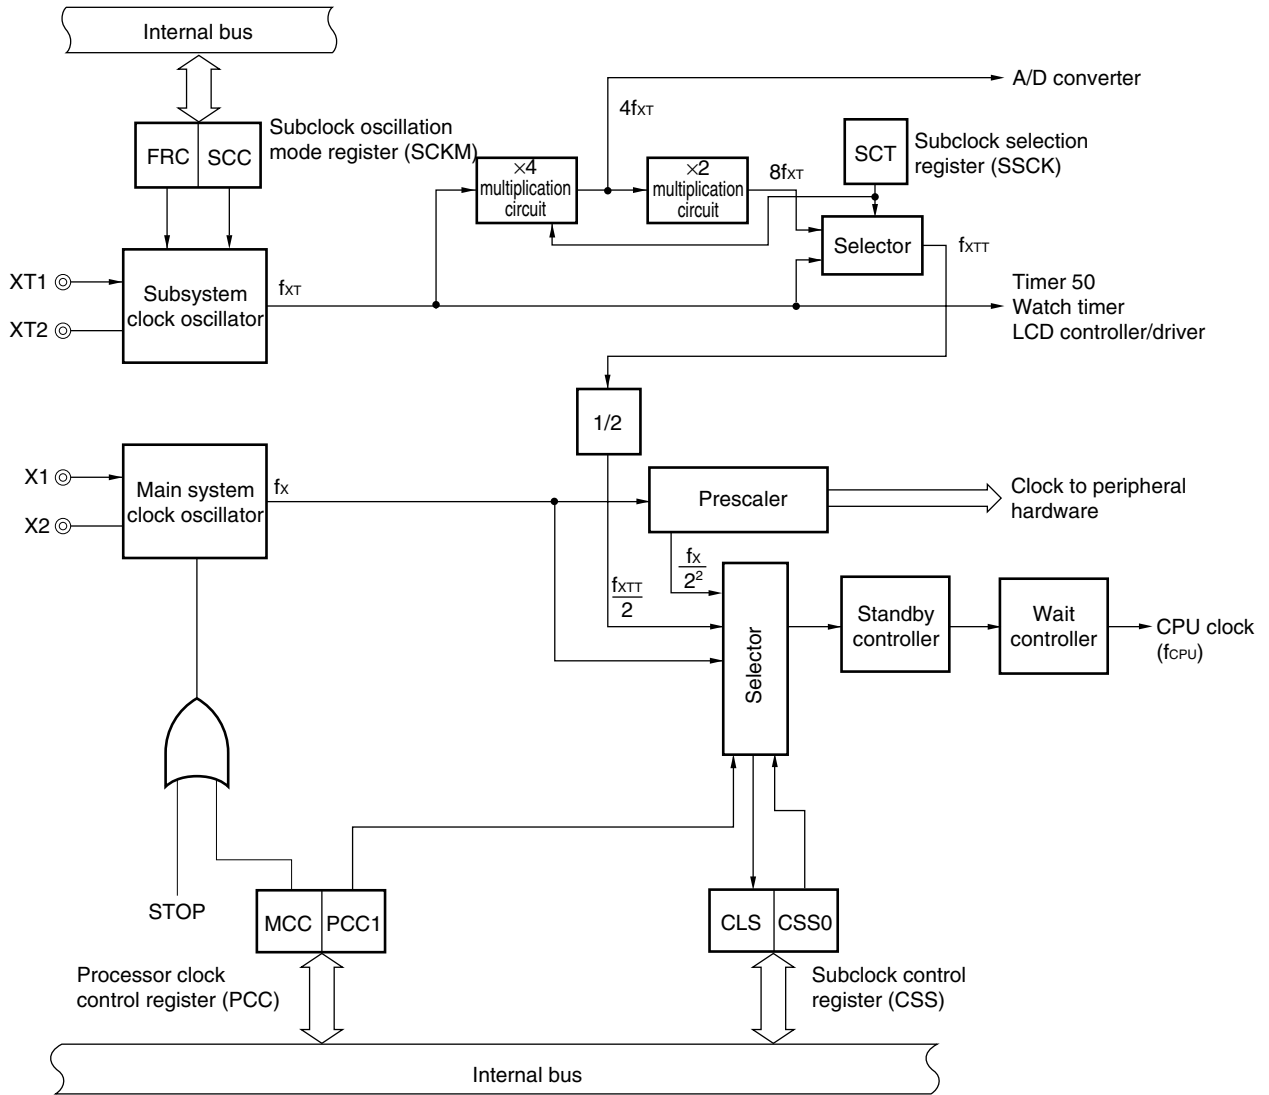 Internal bus
FRC SCC
Subclock oscillation
mode register (SCKM)
A/D converter
4fXT
×4
multiplication
circuit
×2
multiplication
circuit
8fXT
SCT
Subclock selection
register (SSCK)
Selector
fXTT
XT1
XT2
Subsystem
clock oscillator
fXT
Timer 50
Watch timer
LCD controller/driver
1/2
X1
X2
Main system
clock oscillator
fX
Prescaler
Clock to peripheral
hardware
fX
2²
fXTT
2
Selector
Standby
controller
Wait
controller
CPU clock
(fCPU)
STOP
MCC PCC1
Processor clock
control register (PCC)
CLS CSS0
Subclock control
register (CSS)
Internal bus